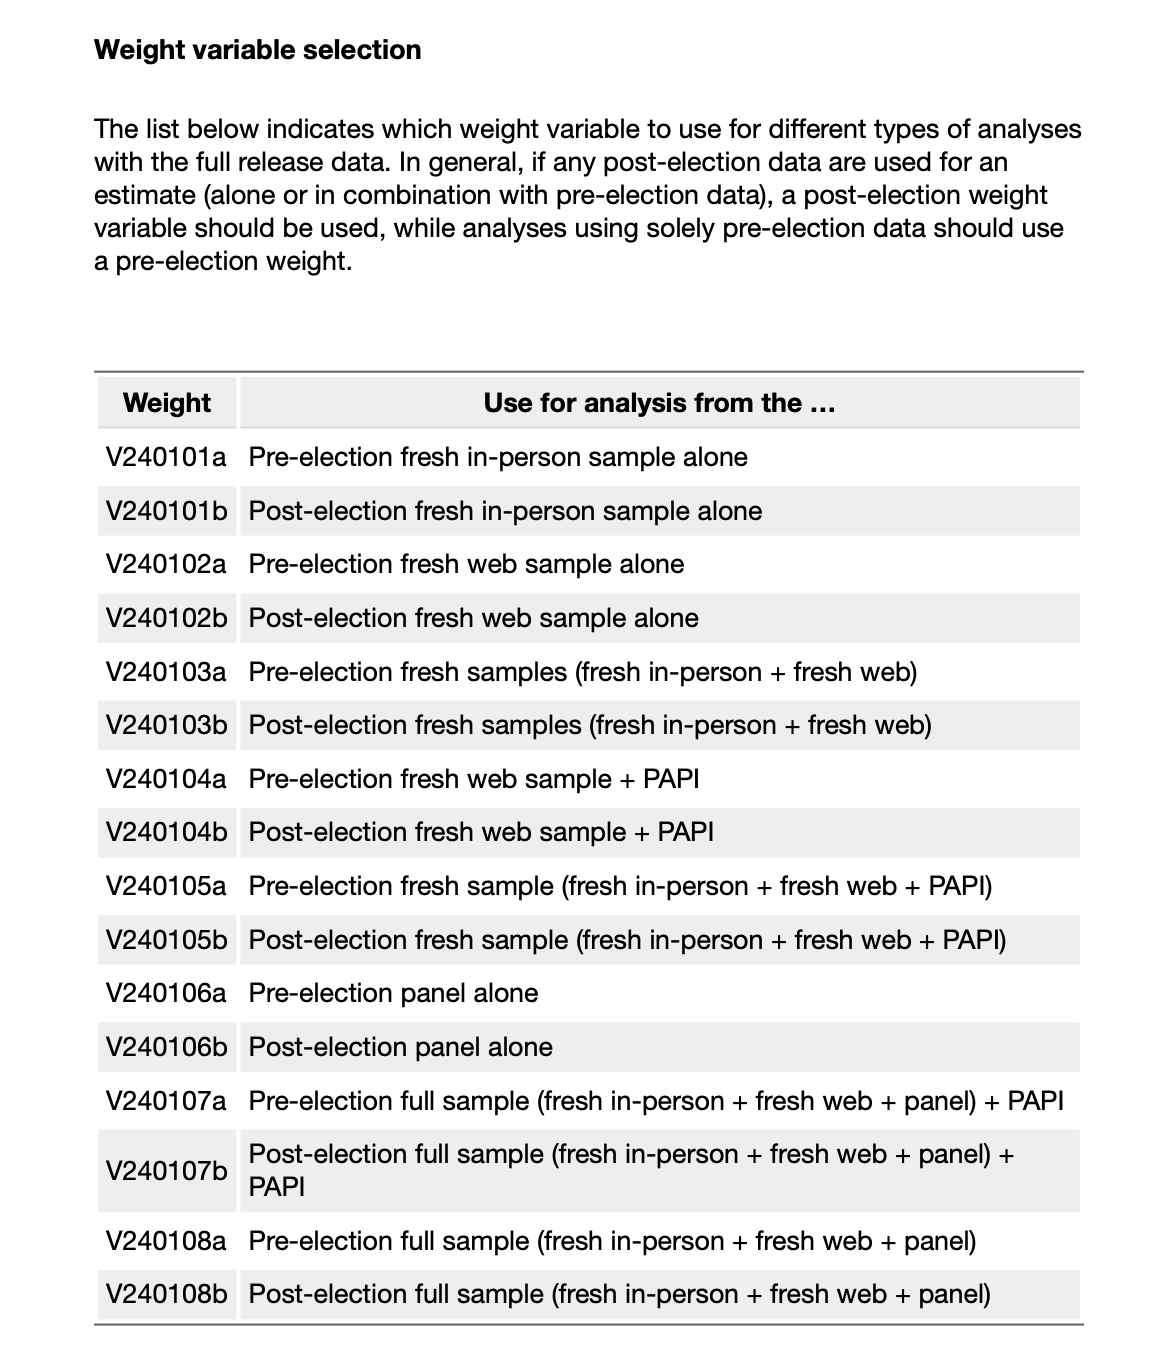 Weight variable selection
The list below indicates which weight variable to use for different types of analyses
with the full release data. In general, if any post-election data are used for an
estimate (alone or in combination with pre-election data), a post-election weight
variable should be used, while analyses using solely pre-election data should use
a pre-election weight.
Weight Use for analysis from the ...
V240101a Pre-election fresh in-person sample alone
V240101b Post-election fresh in-person sample alone
V240102a Pre-election fresh web sample alone
V240102b Post-election fresh web sample alone
V240103a Pre-election fresh samples (fresh in-person + fresh web)
V240103b Post-election fresh samples (fresh in-person + fresh web)
V240104a Pre-election fresh web sample + PAPI
V240104b Post-election fresh web sample + PAPI
V240105a Pre-election fresh sample (fresh in-person + fresh web + PAPI)
V240105b Post-election fresh sample (fresh in-person + fresh web + PAPI)
V240106a Pre-election panel alone
V240106b Post-election panel alone
V240107a Pre-election full sample (fresh in-person + fresh web + panel) + PAPI
V240107b Post-election full sample (fresh in-person + fresh web + panel) +
PAPI
V240108a Pre-election full sample (fresh in-person + fresh web + panel)
V240108b Post-election full sample (fresh in-person + fresh web + panel)